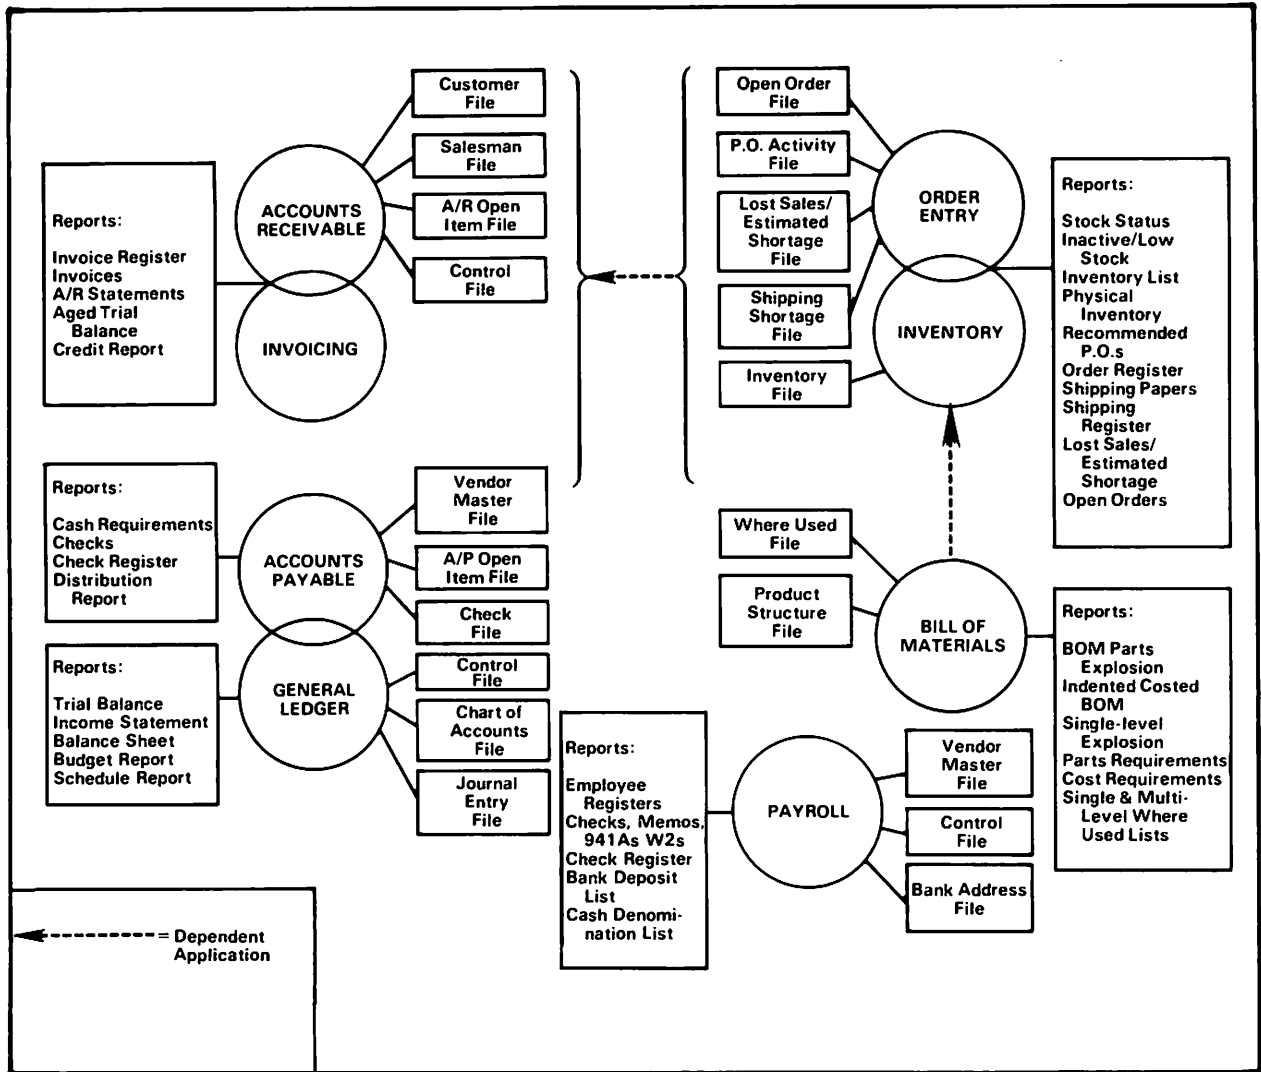 Customer
File
Salesman
File
A/R Open
Item File
Control
File
ACCOUNTS
RECEIVABLE
INVOICING
Reports:
Invoice Register
Invoices
A/R Statements
Aged Trial
Balance
Credit Report
Open Order
File
P.O. Activity
File
Lost Sales/
Estimated
Shortage
File
Shipping
Shortage
File
Inventory
File
ORDER
ENTRY
INVENTORY
Reports:
Stock Status
Inactive/Low
Stock
Inventory List
Physical
Inventory
Recommended
P.O.s
Order Register
Shipping Papers
Shipping
Register
Lost Sales/
Estimated
Shortage
Open Orders
Reports:
Cash Requirements
Checks
Check Register
Distribution
Report
ACCOUNTS
PAYABLE
Vendor
Master
File
A/P Open
Item File
Check
File
Reports:
Trial Balance
Income Statement
Balance Sheet
Budget Report
Schedule Report
GENERAL
LEDGER
Control
File
Chart of
Accounts
File
Journal
Entry
File
Where Used
File
Product
Structure
File
BILL OF
MATERIALS
Reports:
BOM Parts
Explosion
Indented Costed
BOM
Single-level
Explosion
Parts Requirements
Cost Requirements
Single & Multi-
Level Where
Used Lists
Reports:
Employee
Registers
Checks, Memos,
941As W2s
Check Register
Bank Deposit
List
Cash Denomi-
nation List
PAYROLL
Vendor
Master
File
Control
File
Bank Address
File
= Dependent
Application